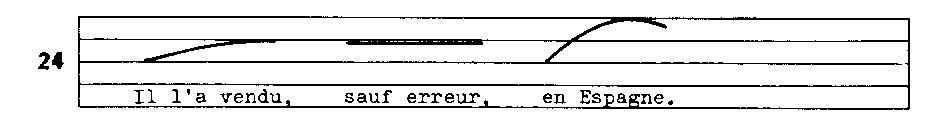 24
Il l'a vendu, sauf erreur, en Espagne.